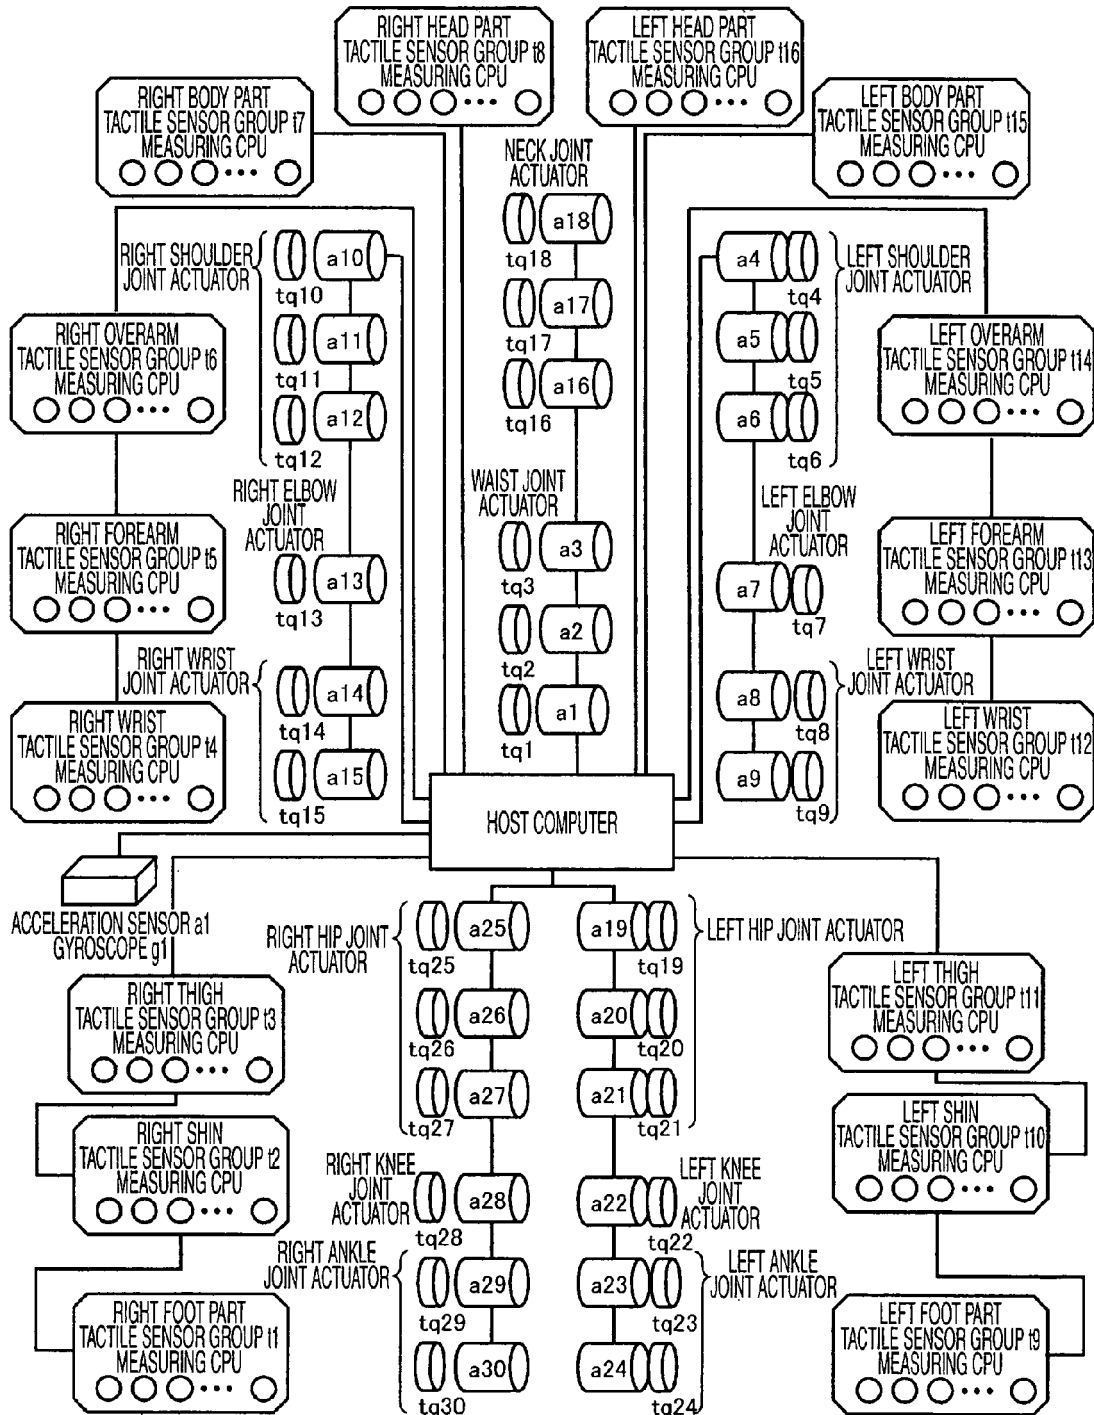 RIGHT HEAD PART
TACTILE SENSOR GROUP t8
MEASURING CPU
LEFT HEAD PART
TACTILE SENSOR GROUP t16
MEASURING CPU
RIGHT BODY PART
TACTILE SENSOR GROUP t7
MEASURING CPU
LEFT BODY PART
TACTILE SENSOR GROUP t15
MEASURING CPU
NECK JOINT
ACTUATOR
a18
tq18
a17
tq17
a16
tq16
RIGHT SHOULDER
JOINT ACTUATOR
a10
tq10
a11
tq11
a12
tq12
LEFT SHOULDER
JOINT ACTUATOR
a4
tq4
a5
tq5
a6
tq6
RIGHT OVERARM
TACTILE SENSOR GROUP t6
MEASURING CPU
LEFT OVERARM
TACTILE SENSOR GROUP t14
MEASURING CPU
RIGHT ELBOW
JOINT
ACTUATOR
a13
tq13
WAIST JOINT
ACTUATOR
a3
tq3
a2
tq2
a1
tq1
LEFT ELBOW
JOINT
ACTUATOR
a7
tq7
RIGHT FOREARM
TACTILE SENSOR GROUP t5
MEASURING CPU
LEFT FOREARM
TACTILE SENSOR GROUP t13
MEASURING CPU
RIGHT WRIST
JOINT ACTUATOR
a14
tq14
a15
tq15
LEFT WRIST
JOINT ACTUATOR
a8
tq8
a9
tq9
RIGHT WRIST
TACTILE SENSOR GROUP t4
MEASURING CPU
LEFT WRIST
TACTILE SENSOR GROUP t12
MEASURING CPU
HOST COMPUTER
ACCELERATION SENSOR a1
GYROSCOPE g1
RIGHT HIP JOINT
ACTUATOR
a25
tq25
a26
tq26
a27
tq27
a19
tq19
a20
tq20
a21
tq21
LEFT HIP JOINT ACTUATOR
RIGHT THIGH
TACTILE SENSOR GROUP t3
MEASURING CPU
LEFT THIGH
TACTILE SENSOR GROUP t11
MEASURING CPU
RIGHT SHIN
TACTILE SENSOR GROUP t2
MEASURING CPU
LEFT SHIN
TACTILE SENSOR GROUP t10
MEASURING CPU
RIGHT KNEE
JOINT
ACTUATOR
a28
tq28
a22
tq22
LEFT KNEE
JOINT
ACTUATOR
RIGHT ANKLE
JOINT ACTUATOR
a29
tq29
a30
tq30
a23
tq23
a24
tq24
LEFT ANKLE
JOINT ACTUATOR
RIGHT FOOT PART
TACTILE SENSOR GROUP t1
MEASURING CPU
LEFT FOOT PART
TACTILE SENSOR GROUP t9
MEASURING CPU